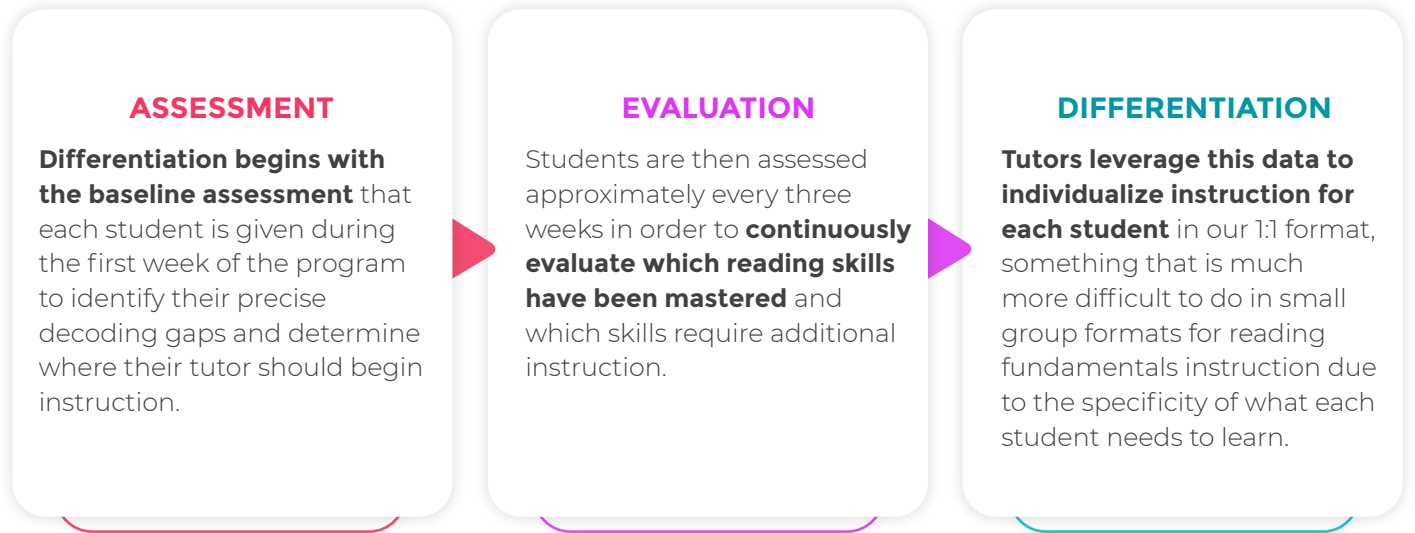 ASSESSMENT
Differentiation begins with
the baseline assessment that
each student is given during
the first week of the program
to identify their precise
decoding gaps and determine
where their tutor should begin
instruction.
EVALUATION
Students are then assessed
approximately every three
weeks in order to continuously
evaluate which reading skills
have been mastered and
which skills require additional
instruction.
DIFFERENTIATION
Tutors leverage this data to
individualize instruction for
each student in our 1:1 format,
something that is much
more difficult to do in small
group formats for reading
fundamentals instruction due
to the specificity of what each
student needs to learn.